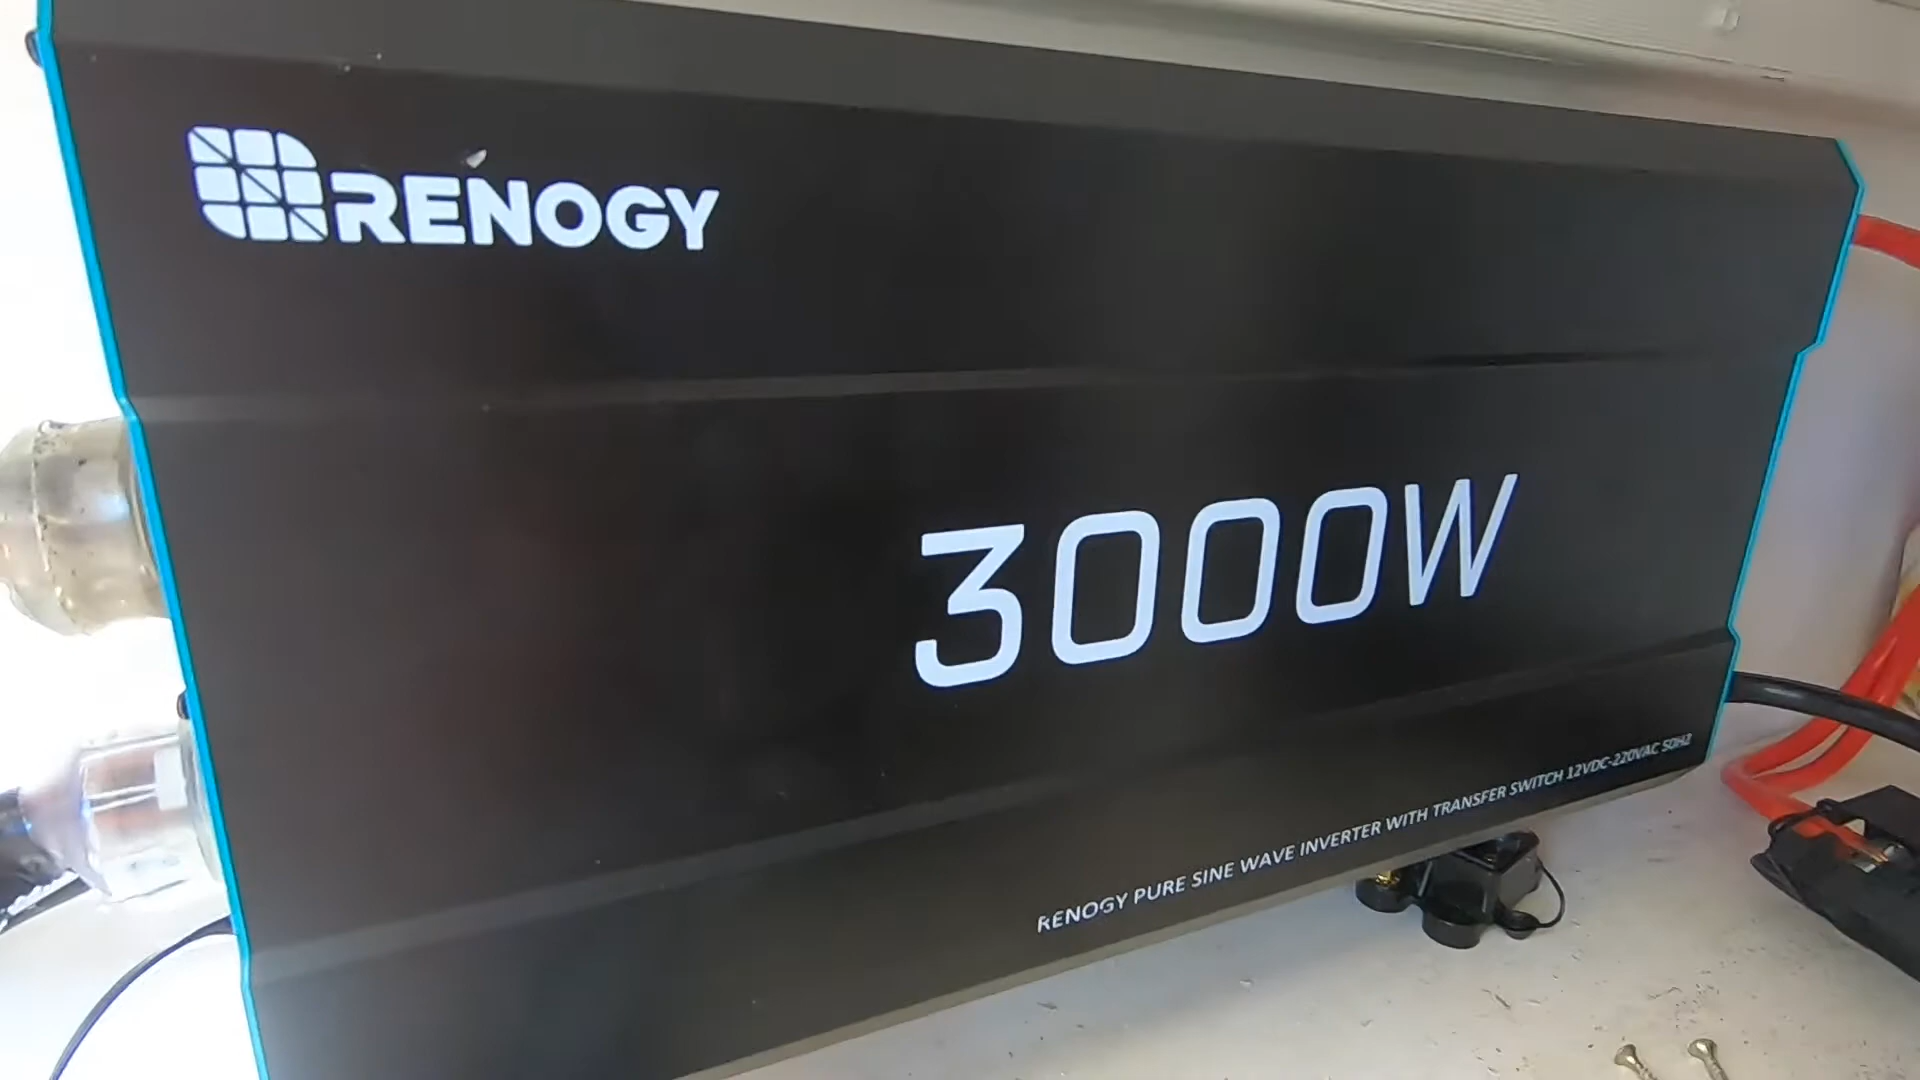 RENOGY
3000W
RENOGY PURE SINE WAVE INVERTER WITH TRANSFER SWITCH 12VDC-220VAC 50HZ